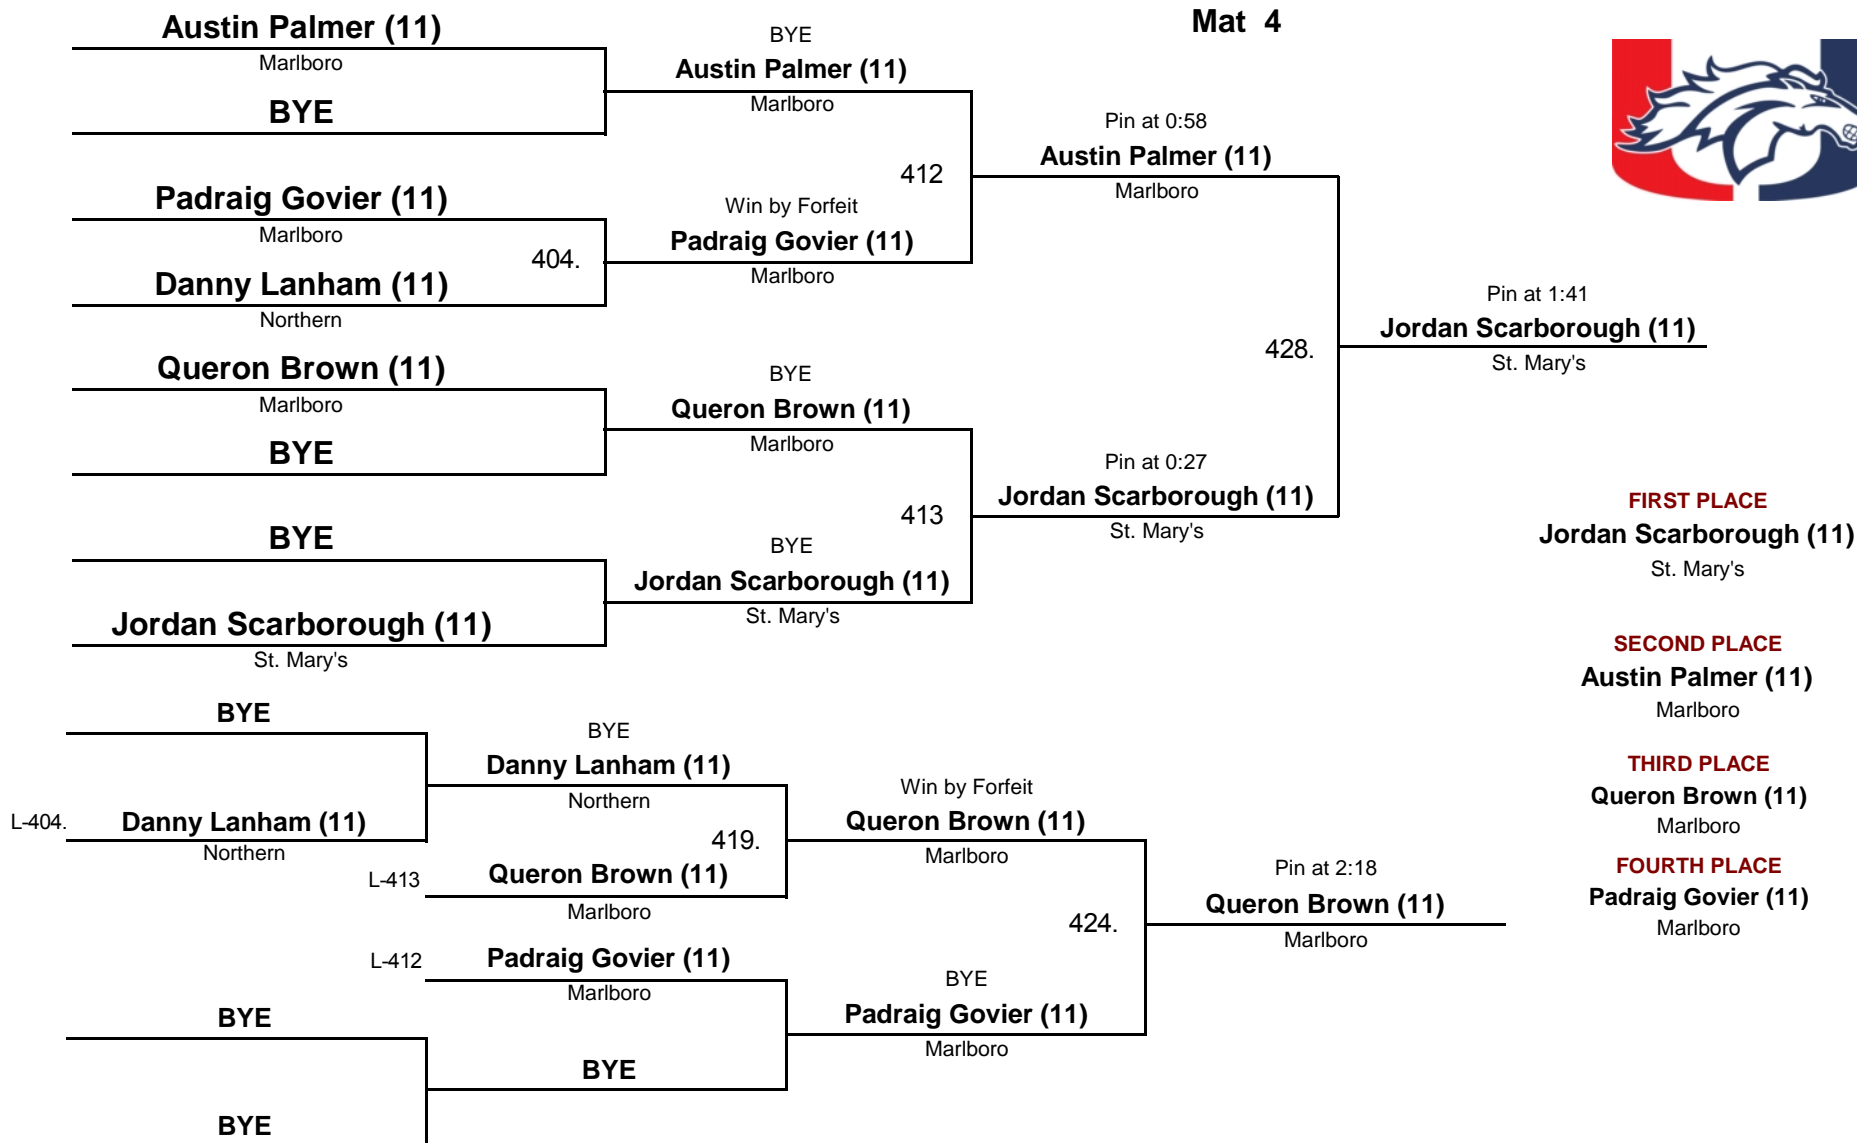 Mat 4
Austin Palmer (11)
Marlboro
BYE
Padraig Govier (11)
Marlboro
404.
Danny Lanham (11)
Northern
Queron Brown (11)
Marlboro
BYE
BYE
Jordan Scarborough (11)
St. Mary's
BYE
Austin Palmer (11)
Marlboro
412
Win by Forfeit
Padraig Govier (11)
Marlboro
BYE
Queron Brown (11)
Marlboro
413
BYE
Jordan Scarborough (11)
St. Mary's
Pin at 0:58
Austin Palmer (11)
Marlboro
428.
Pin at 0:27
Jordan Scarborough (11)
St. Mary's
Pin at 1:41
Jordan Scarborough (11)
St. Mary's
FIRST PLACE
Jordan Scarborough (11)
St. Mary's
SECOND PLACE
Austin Palmer (11)
Marlboro
THIRD PLACE
Queron Brown (11)
Marlboro
FOURTH PLACE
Padraig Govier (11)
Marlboro
BYE
L-404.
Danny Lanham (11)
Northern
BYE
BYE
BYE
Danny Lanham (11)
Northern
419.
L-413
Queron Brown (11)
Marlboro
L-412
Padraig Govier (11)
Marlboro
BYE
Win by Forfeit
Queron Brown (11)
Marlboro
424.
BYE
Padraig Govier (11)
Marlboro
Pin at 2:18
Queron Brown (11)
Marlboro